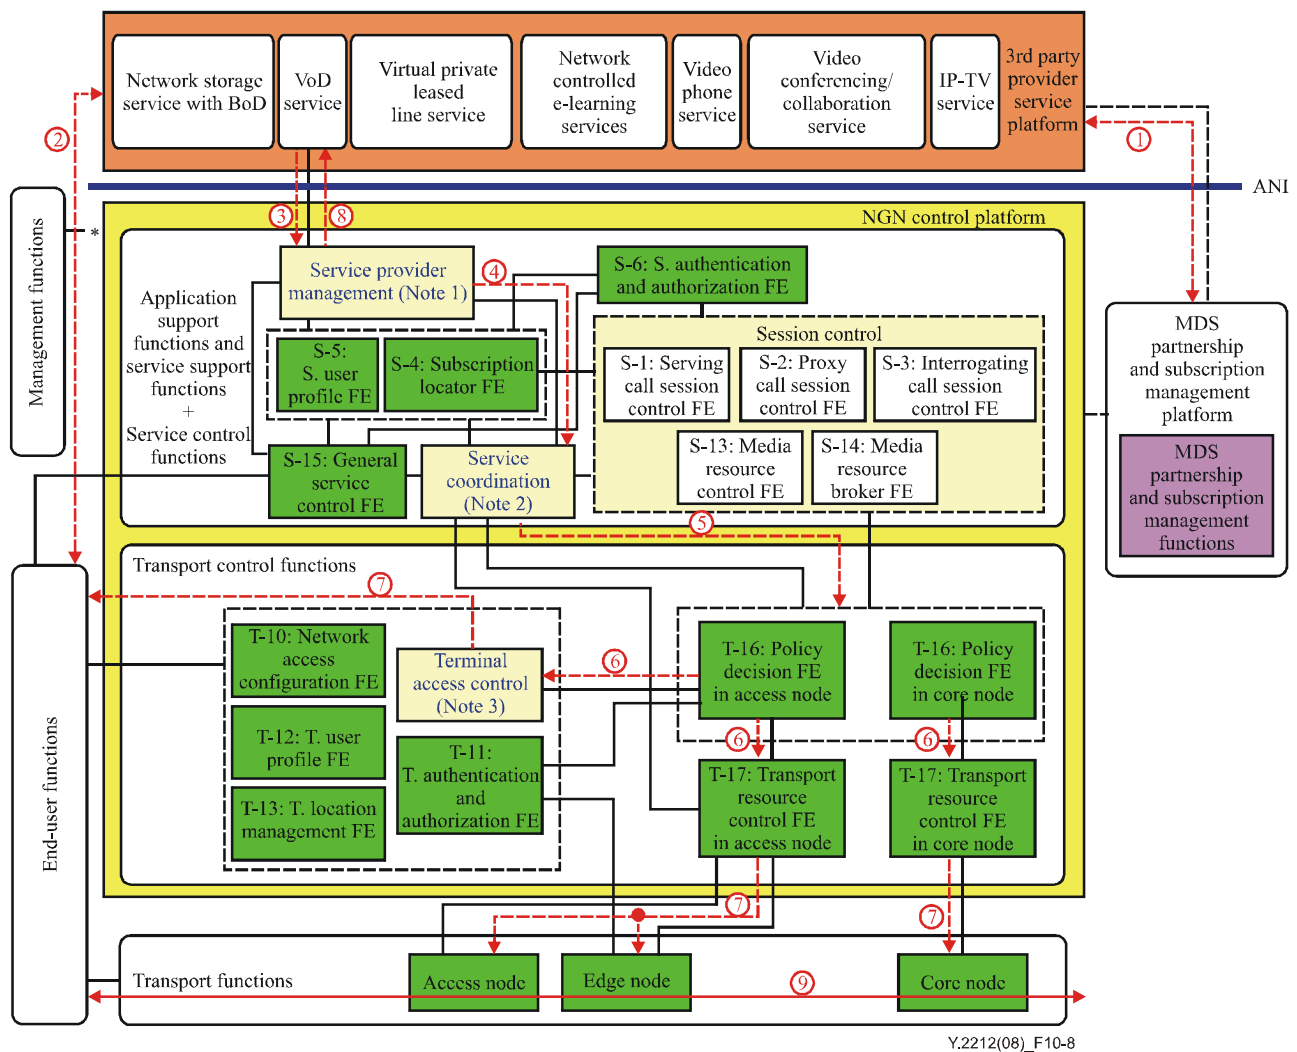 Network storage
service with BoD
VoD
service
Virtual private
leased
line service
Network
controlled
e-learning
services
Video
phone
service
Video
conferencing/
collaboration
service
IP-TV
service
3rd party
provider
service
platform
1
2
ANI
Management functions
*
NGN control platform
3
8
4
Service provider
management (Note 1)
S-6: S. authentication
and authorization FE
Application
support
functions and
service support
functions
+
Service control
functions
S-5:
S. user
profile FE
S-4: Subscription
locator FE
Session control
S-1: Serving
call session
control FE
S-2: Proxy
call session
control FE
S-3: Interrogating
call session
control FE
S-13: Media
resource
control FE
S-14: Media
resource
broker FE
S-15: General
service
control FE
Service
coordination
(Note 2)
MDS
partnership
and subscription
management
platform
MDS
partnership
and subscription
management
functions
5
Transport control functions
7
End-user functions
T-10: Network
access
configuration FE
Terminal
access control
(Note 3)
6
T-16: Policy
decision FE
in access node
T-16: Policy
decision FE
in core node
T-12: T. user
profile FE
T-11:
T. authentication
and
authorization FE
T-13: T. location
management FE
6
6
T-17: Transport
resource
control FE
in access node
T-17: Transport
resource
control FE
in core node
7
7
Transport functions
Access node
Edge node
Core node
9
Y.2212(08)_F10-8